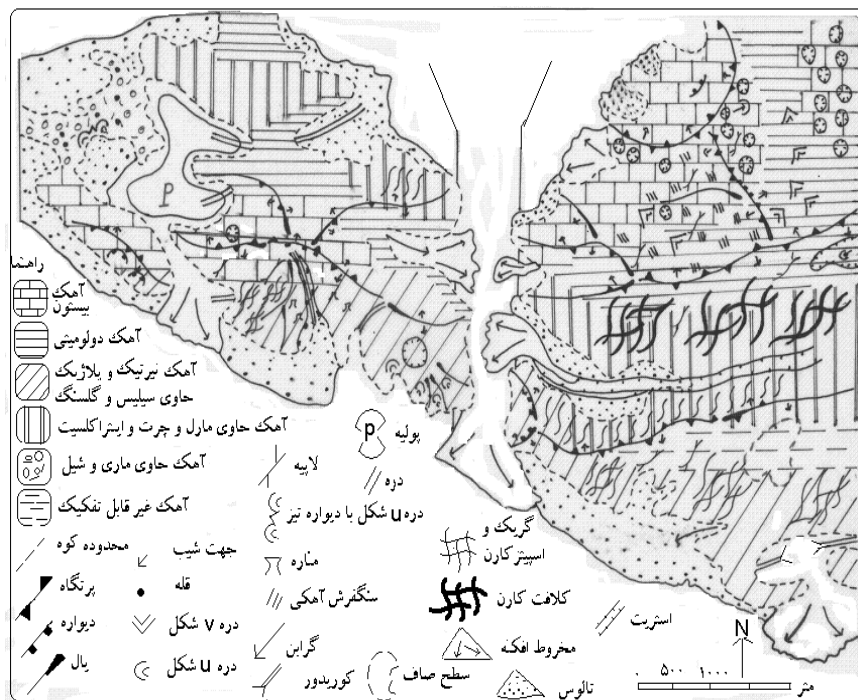 P
راهنما
آهک
بیستون
آهک دولومیتی
آهک نیرتیک و پلاژیک
حاوی سیلیس و گلسنگ
آهک حاوی مارل و چرت و اینتراکلسیت
آهک حاوی ماری و شیل
آهک غیر قابل تفکیک
محدوده کوه
پرتگاه
دیواره
یال
جهت شیب
قله
دره v شکل
دره u شکل
لاپیه
دره u شکل با دیواره تیز
مناره
سنگفرش آهکی
گرابن
کوریدور
P پولیه
دره
سطح صاف
گریک و
اسپیتز کارن
کلافت کارن
مخروط افکنه
تالوس
استریت
N
۰ ۵۰۰ ۱۰۰۰
متر